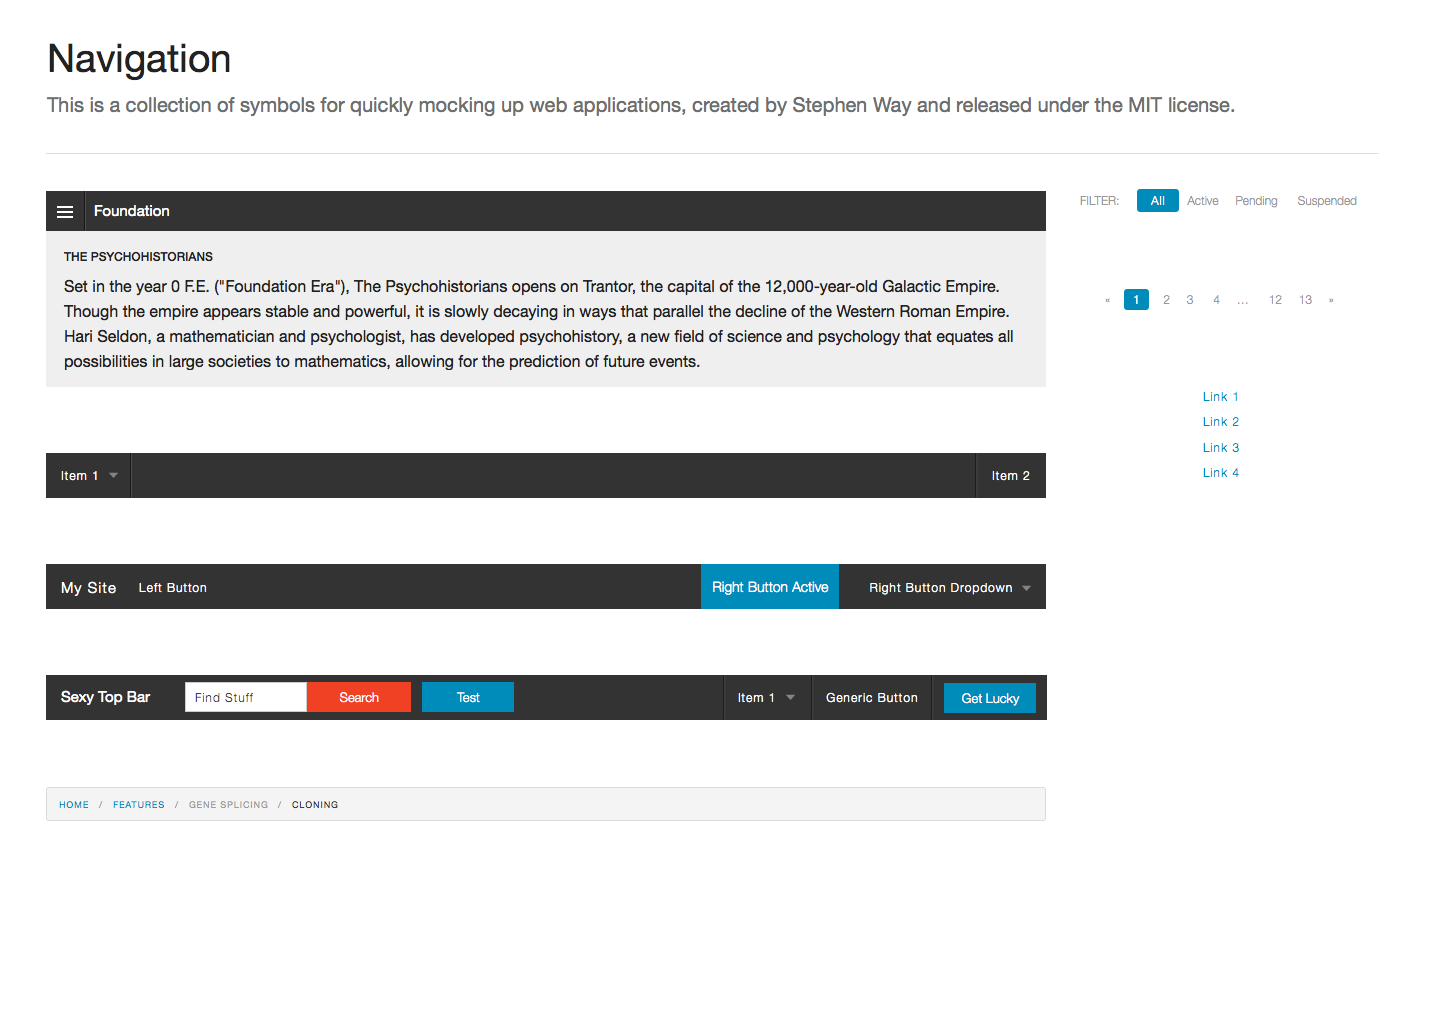 Navigation
This is a collection of symbols for quickly mocking up web applications, created by Stephen Way and released under the MIT license.
Foundation
THE PSYCHOHISTORIANS
Set in the year 0 F.E. ("Foundation Era"), The Psychohistorians opens on Trantor, the capital of the 12,000-year-old Galactic Empire.
Though the empire appears stable and powerful, it is slowly decaying in ways that parallel the decline of the Western Roman Empire.
Hari Seldon, a mathematician and psychologist, has developed psychohistory, a new field of science and psychology that equates all
possibilities in large societies to mathematics, allowing for the prediction of future events.
Item 1 Item 2
My Site Left Button Right Button Active Right Button Dropdown
Sexy Top Bar Find Stuff Search Test Item 1 Generic Button Get Lucky
HOME / FEATURES / GENE SPLICING / CLONING
FILTER: All Active Pending Suspended
« 1 2 3 4 ... 12 13 »
Link 1
Link 2
Link 3
Link 4